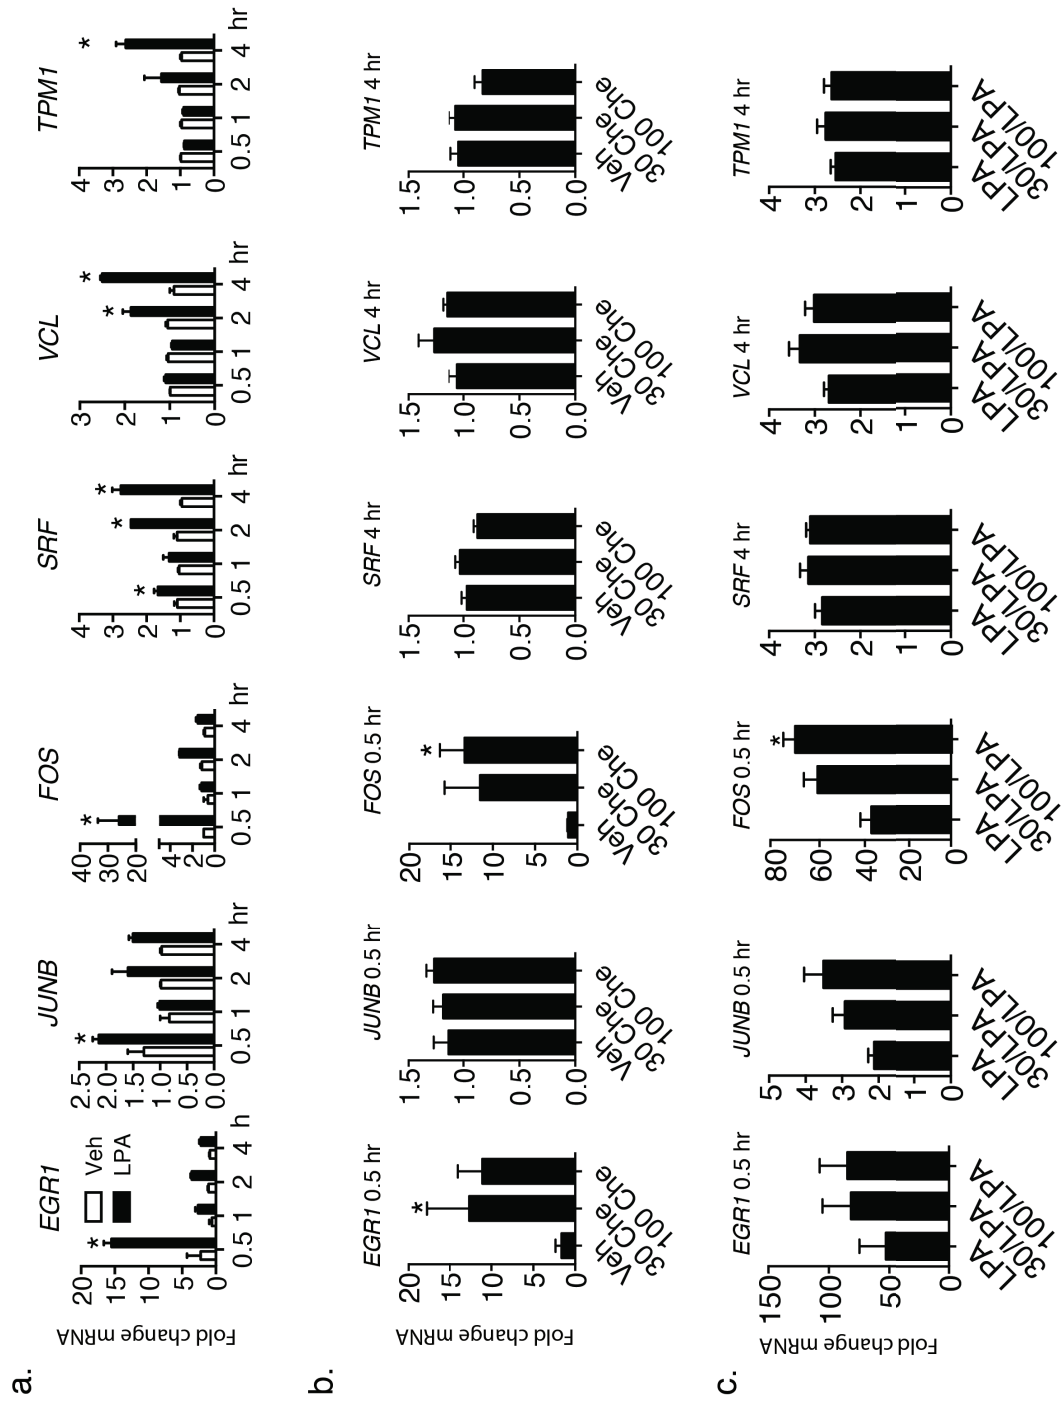 a.
EGR1
JUNB
FOS
SRF
VCL
TPM1
Fold change mRNA
20
15
10
5
0
Veh
LPA
*
0.5 1 2 4 h
2.5
2.0
1.5
1.0
0.5
0.0
*
0.5 1 2 4 hr
40
30
20
4
2
0
*
0.5 1 2 4 hr
4
3
2
1
0
* * *
0.5 1 2 4 hr
3
2
1
0
* *
0.5 1 2 4 hr
4
3
2
1
0
*
0.5 1 2 4 hr
b.
Fold change mRNA
EGR1 0.5 hr
20
15
10
5
0
*
Veh
30 Che
100 Che
JUNB 0.5 hr
1.5
1.0
0.5
0.0
Veh
30 Che
100 Che
FOS 0.5 hr
20
15
10
5
0
*
Veh
30 Che
100 Che
SRF 4 hr
1.5
1.0
0.5
0.0
Veh
30 Che
100 Che
VCL 4 hr
1.5
1.0
0.5
0.0
Veh
30 Che
100 Che
TPM1 4 hr
1.5
1.0
0.5
0.0
Veh
30 Che
100 Che
c.
Fold change mRNA
EGR1 0.5 hr
150
100
50
0
LPA
30/LPA
100/LPA
JUNB 0.5 hr
5
4
3
2
1
0
LPA
30/LPA
100/LPA
FOS 0.5 hr
80
60
40
20
0
*
LPA
30/LPA
100/LPA
SRF 4 hr
4
3
2
1
0
LPA
30/LPA
100/LPA
VCL 4 hr
4
3
2
1
0
LPA
30/LPA
100/LPA
TPM1 4 hr
4
3
2
1
0
LPA
30/LPA
100/LPA